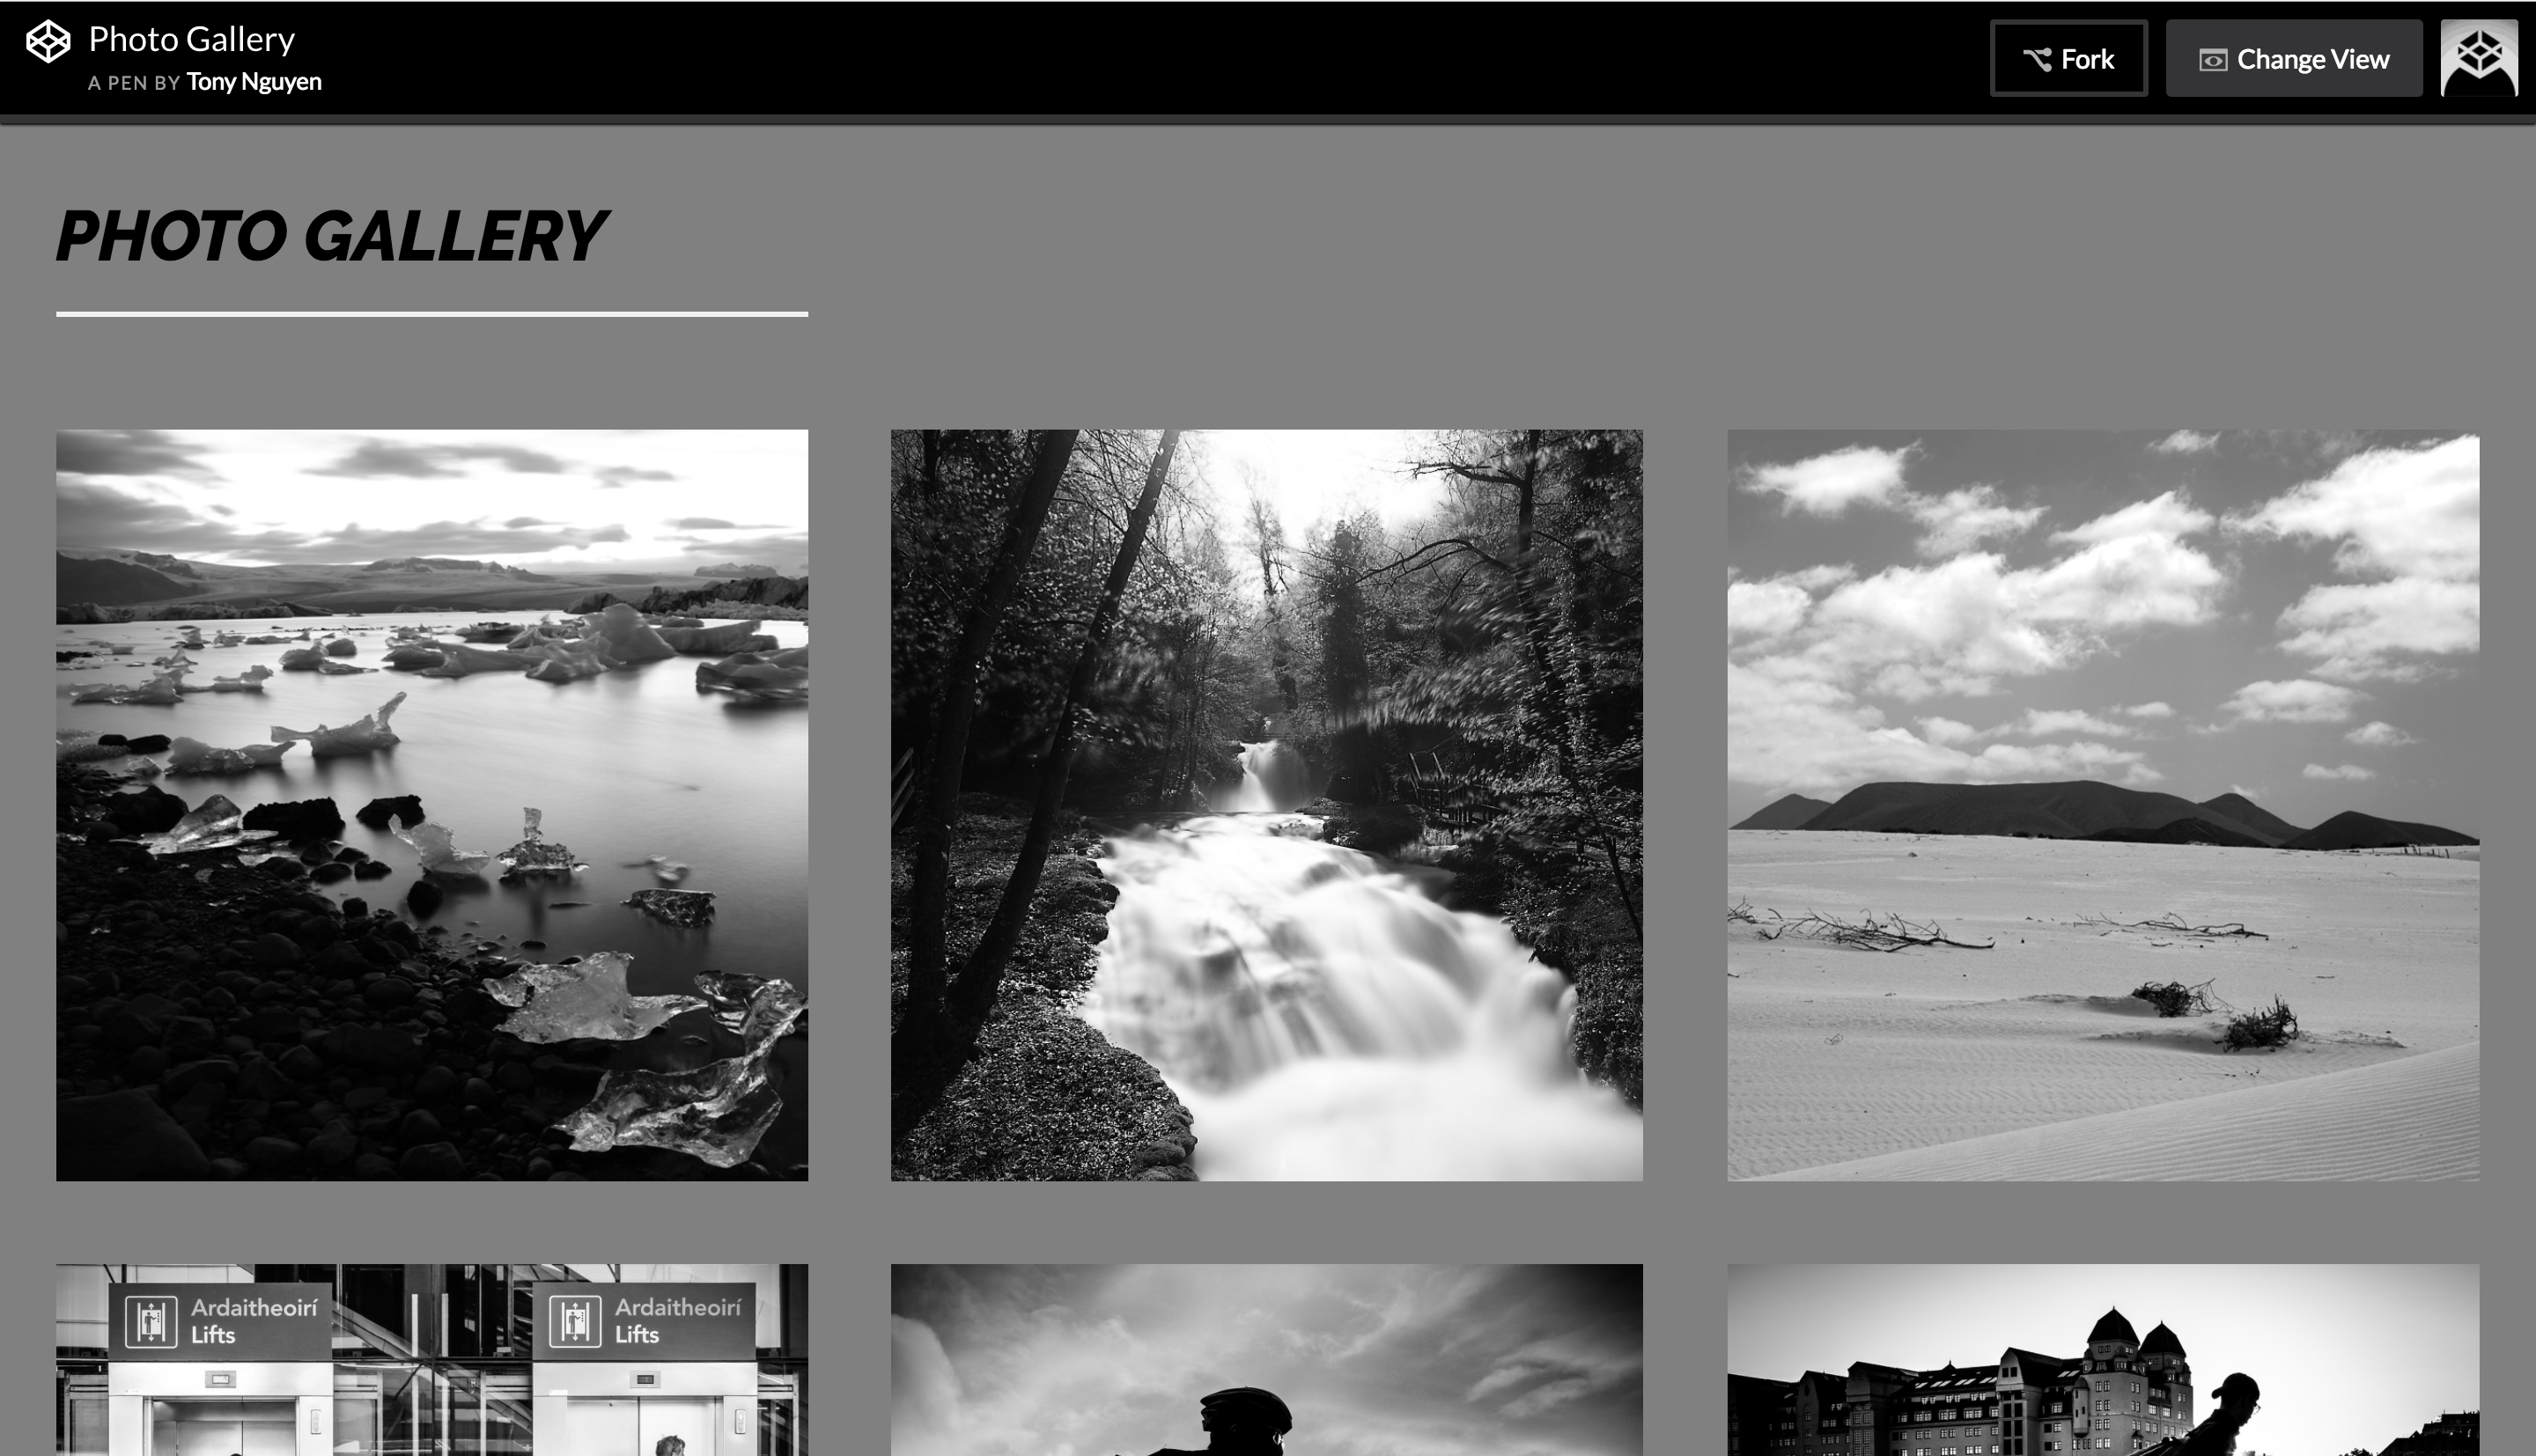 Photo Gallery
A PEN BY Tony Nguyen
Fork
Change View
PHOTO GALLERY
Ardaitheoirí
Lifts
Ardaitheoirí
Lifts